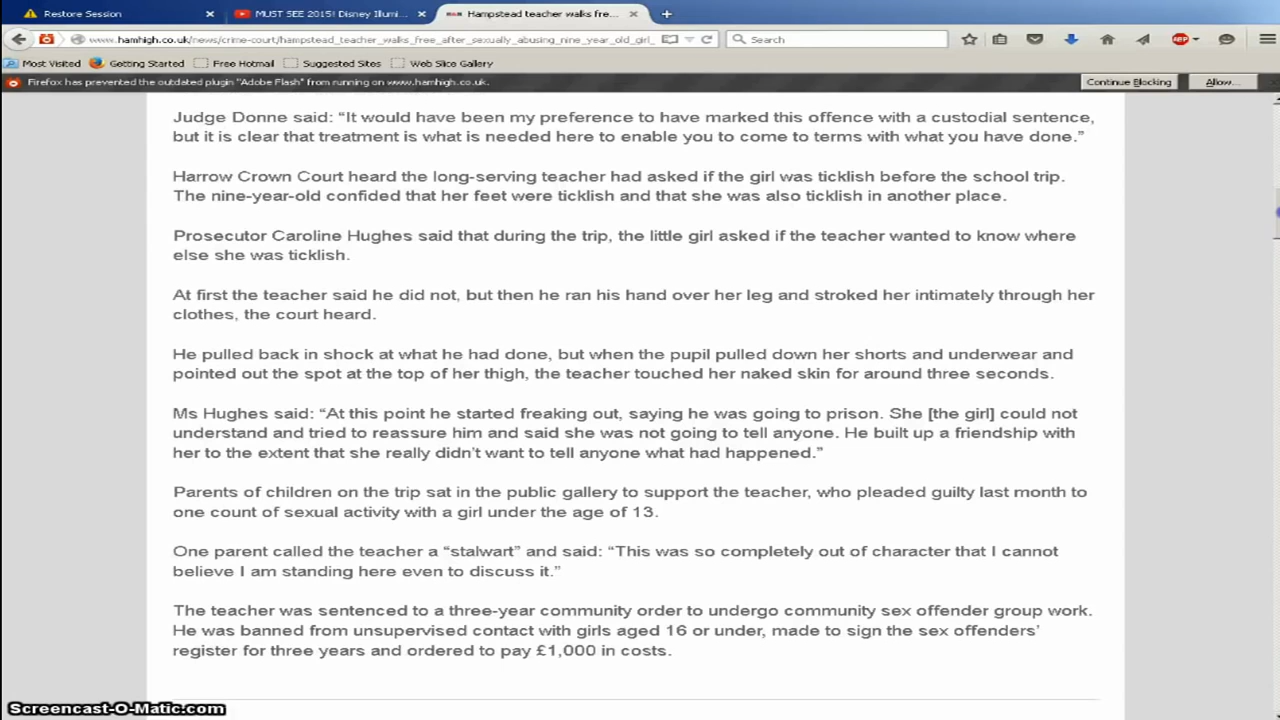 Restore Session
MUST SEE 2015! Disney Illumi...
Hampstead teacher walks fre...
www.hamhigh.co.uk/news/crime-court/hampstead_teacher_walks_free_after_sexually_abusing_nine_year_old_girl_
Search
Most Visited Getting Started Free Hotmail Suggested Sites Web Slice Gallery
Firefox has prevented the outdated plugin "Adobe Flash" from running on www.hamhigh.co.uk.
Continue Blocking Allow...
Judge Donne said: “It would have been my preference to have marked this offence with a custodial sentence,
but it is clear that treatment is what is needed here to enable you to come to terms with what you have done.”
Harrow Crown Court heard the long-serving teacher had asked if the girl was ticklish before the school trip.
The nine-year-old confided that her feet were ticklish and that she was also ticklish in another place.
Prosecutor Caroline Hughes said that during the trip, the little girl asked if the teacher wanted to know where
else she was ticklish.
At first the teacher said he did not, but then he ran his hand over her leg and stroked her intimately through her
clothes, the court heard.
He pulled back in shock at what he had done, but when the pupil pulled down her shorts and underwear and
pointed out the spot at the top of her thigh, the teacher touched her naked skin for around three seconds.
Ms Hughes said: “At this point he started freaking out, saying he was going to prison. She [the girl] could not
understand and tried to reassure him and said she was not going to tell anyone. He built up a friendship with
her to the extent that she really didn’t want to tell anyone what had happened.”
Parents of children on the trip sat in the public gallery to support the teacher, who pleaded guilty last month to
one count of sexual activity with a girl under the age of 13.
One parent called the teacher a “stalwart” and said: “This was so completely out of character that I cannot
believe I am standing here even to discuss it.”
The teacher was sentenced to a three-year community order to undergo community sex offender group work.
He was banned from unsupervised contact with girls aged 16 or under, made to sign the sex offenders’
register for three years and ordered to pay £1,000 in costs.
Screencast-O-Matic.com